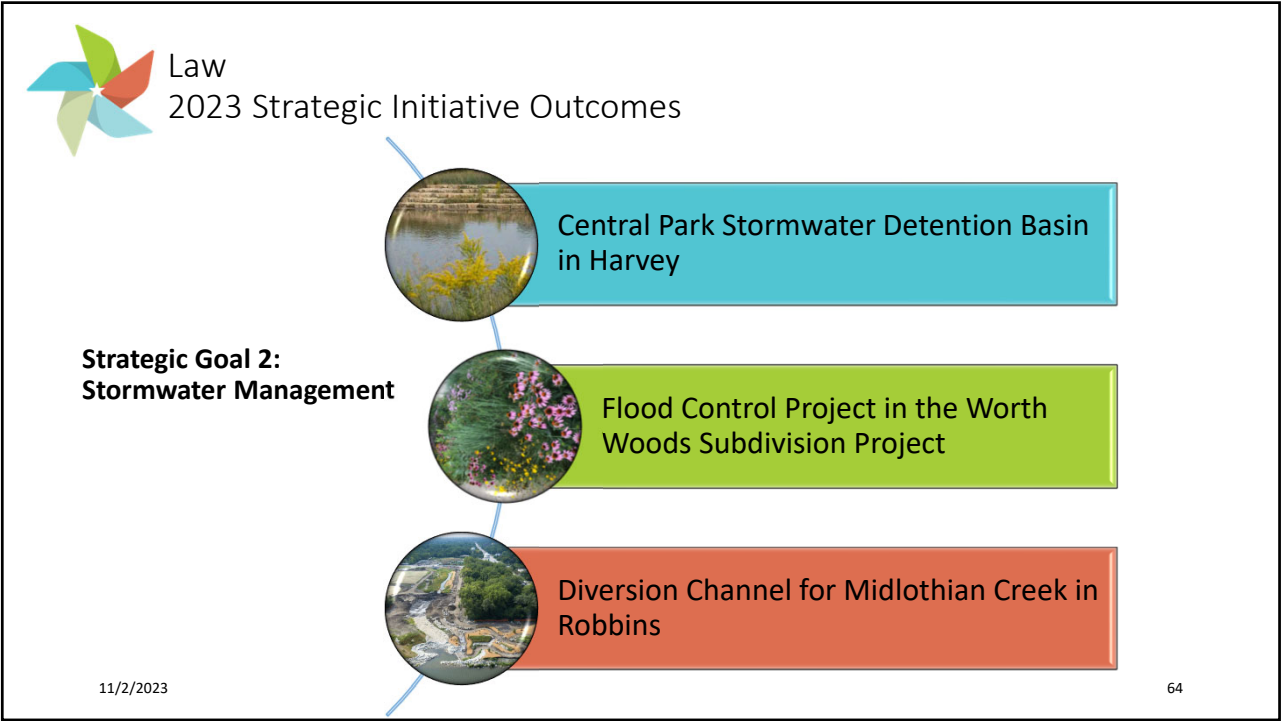 Law
2023 Strategic Initiative Outcomes
Strategic Goal 2:
Stormwater Management
Central Park Stormwater Detention Basin
in Harvey
Flood Control Project in the Worth
Woods Subdivision Project
Diversion Channel for Midlothian Creek in
Robbins
11/2/2023
64